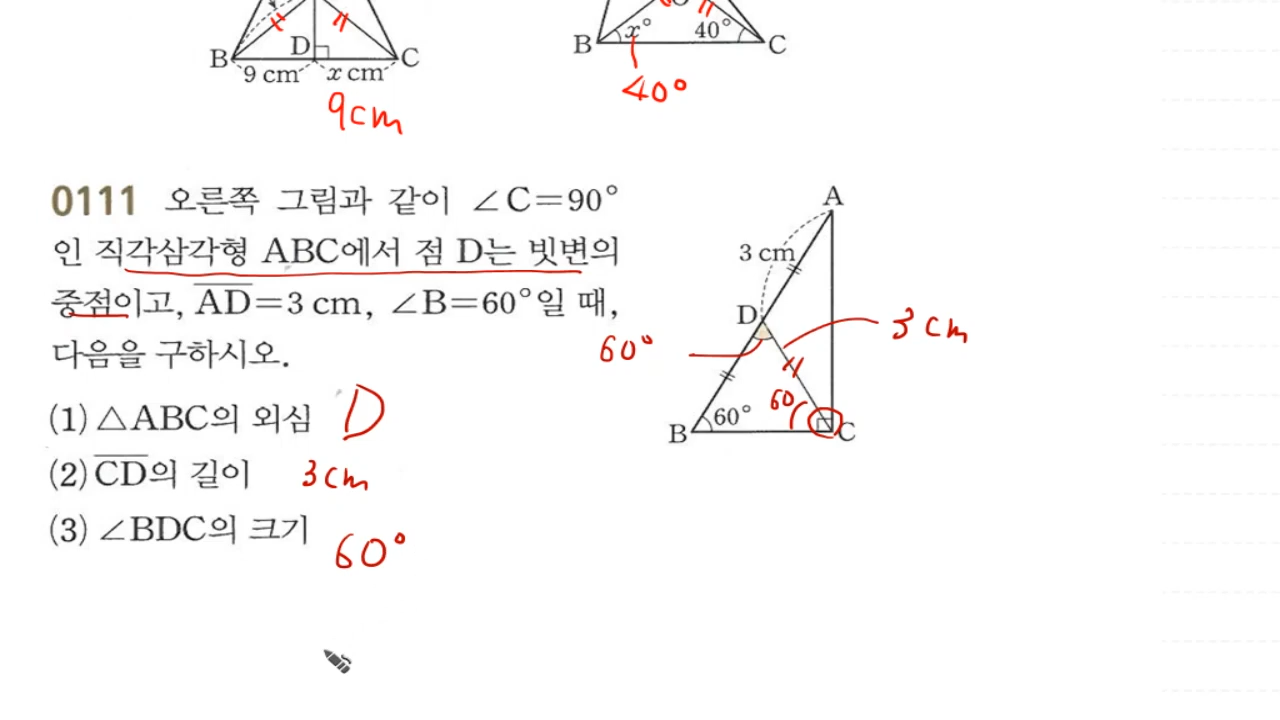 B D C x° 40°
B C
9 cm x cm
9cm
40°
0111 오른쪽 그림과 같이 ∠C=90°
인 직각삼각형 ABC에서 점 D는 빗변의
중점이고, AD=3 cm, ∠B=60°일 때,
다음을 구하시오.
(1) △ABC의 외심 D
(2) CD의 길이 3cm
(3) ∠BDC의 크기 60°
A
3 cm
D
3cm
60°
60
B 60° C